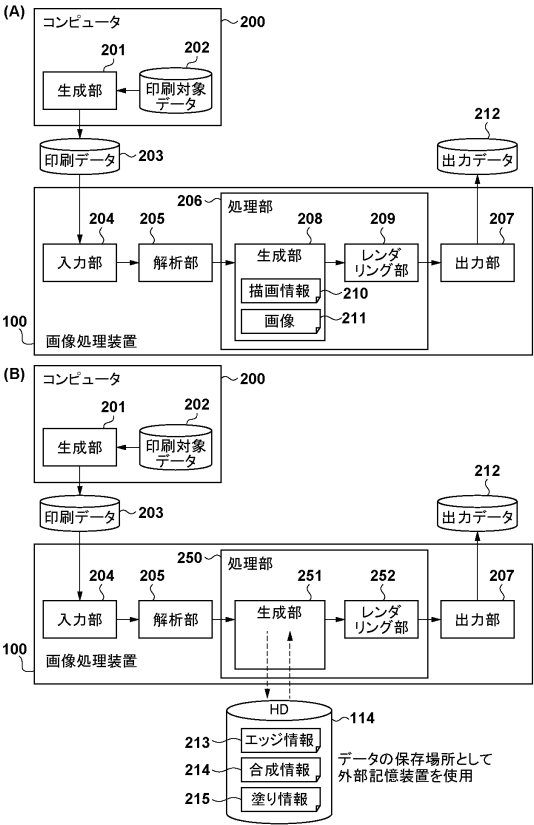 (A)
コンピュータ
200
201
202
生成部
印刷対象
データ
印刷データ
203
212
出力データ
206
処理部
204
205
208
209
207
入力部
解析部
生成部
レンダ
リング部
出力部
描画情報
210
画像
211
100
画像処理装置
(B)
コンピュータ
200
201
202
生成部
印刷対象
データ
印刷データ
203
212
出力データ
250
処理部
204
205
251
252
207
入力部
解析部
生成部
レンダ
リング部
出力部
100
画像処理装置
HD
114
213
エッジ情報
214
合成情報
215
塗り情報
データの保存場所として
外部記憶装置を使用